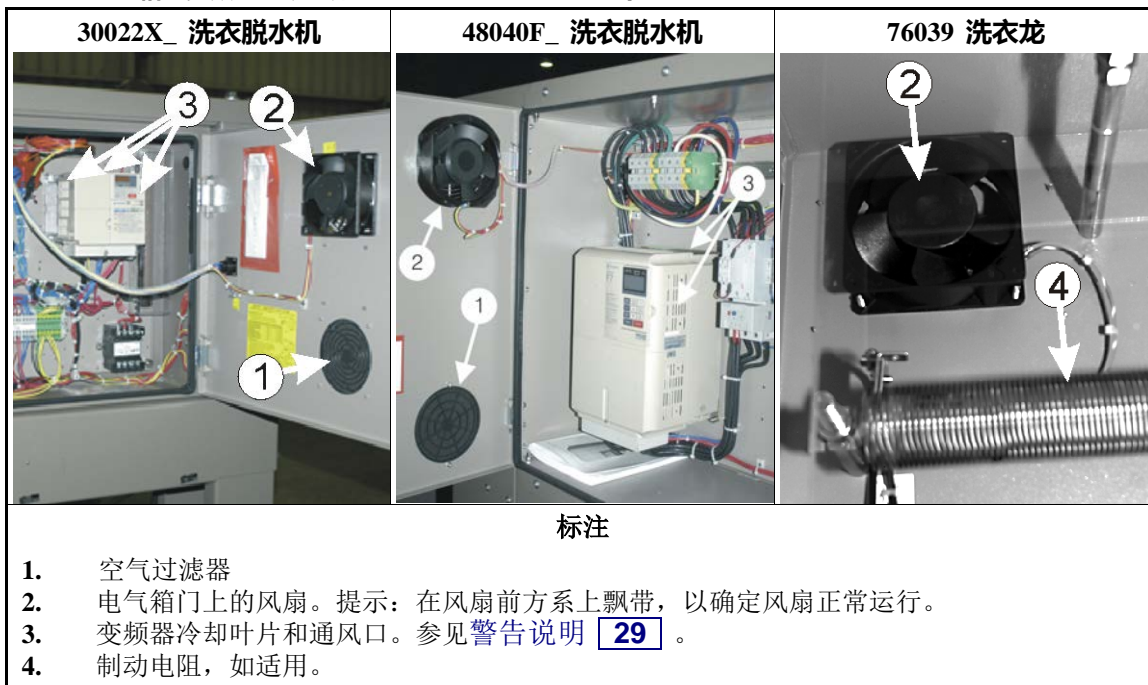 30022X_ 洗衣脱水机
48040F_ 洗衣脱水机
76039 洗衣龙
3
2
1
2
1
3
2
4
标注
1. 空气过滤器
2. 电气箱门上的风扇。提示：在风扇前方系上飘带，以确定风扇正常运行。
3. 变频器冷却叶片和通风口。参见警告说明 29 。
4. 制动电阻，如适用。